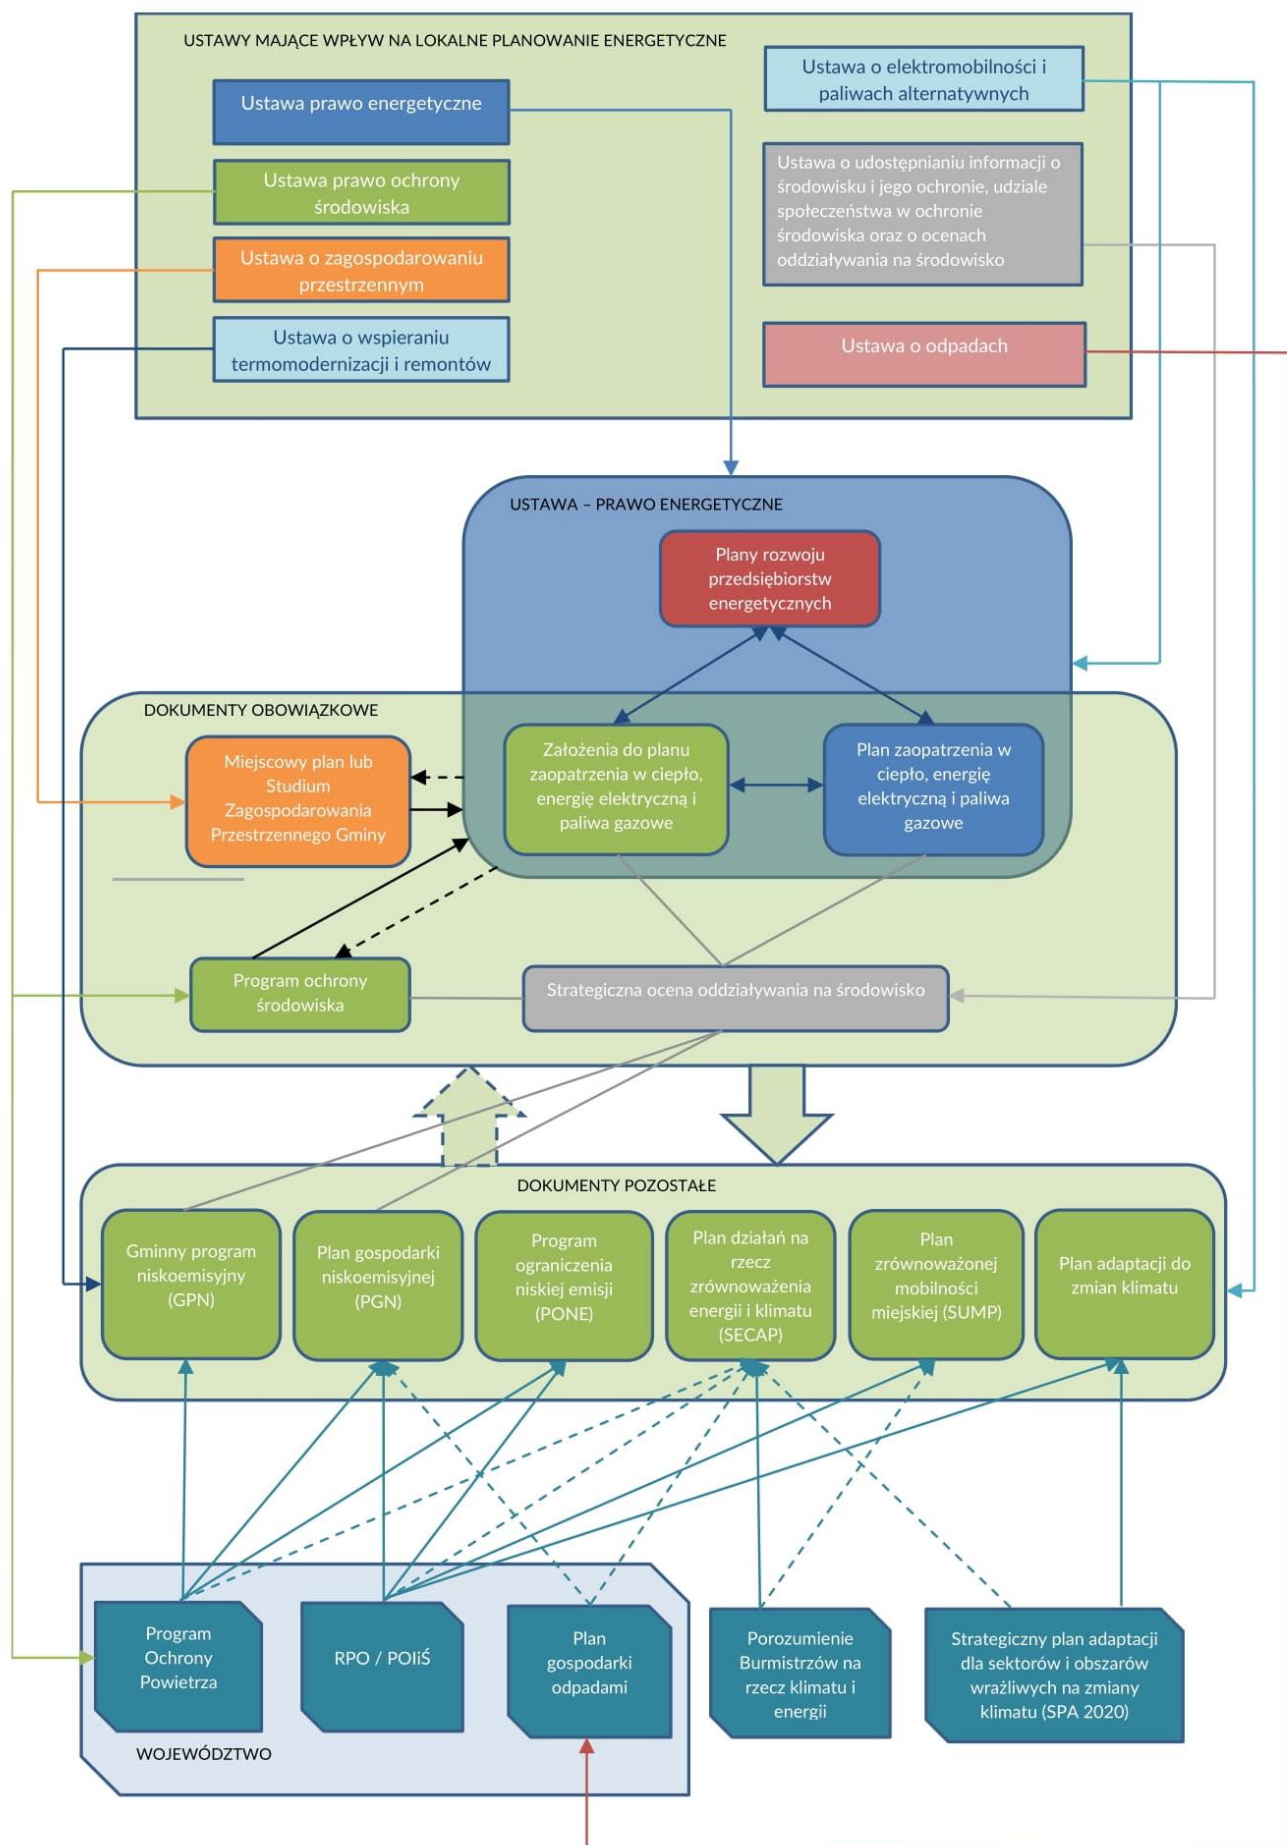 USTAWY MAJĄCE WPŁYW NA LOKALNE PLANOWANIE ENERGETYCZNE
Ustawa prawo energetyczne
Ustawa prawo ochrony
środowiska
Ustawa o zagospodarowaniu
przestrzennym
Ustawa o wspieraniu
termomodernizacji i remontów
Ustawa o elektromobilności i
paliwach alternatywnych
Ustawa o udostępnianiu informacji o
środowisku i jego ochronie, udziale
społeczeństwa w ochronie
środowiska oraz o ocenach
oddziaływania na środowisko
Ustawa o odpadach
USTAWA – PRAWO ENERGETYCZNE
Plany rozwoju
przedsiębiorstw
energetycznych
DOKUMENTY OBOWIĄZKOWE
Miejscowy plan lub
Studium
Zagospodarowania
Przestrzennego Gminy
Założenia do planu
zaopatrzenia w ciepło,
energię elektryczną i
paliwa gazowe
Plan zaopatrzenia w
ciepło, energię
elektryczną i paliwa
gazowe
Program ochrony
środowiska
Strategiczna ocena oddziaływania na środowisko
DOKUMENTY POZOSTAŁE
Gminny program
niskoemisyjny
(GPN)
Plan gospodarki
niskoemisyjnej
(PGN)
Program
ograniczenia
niskiej emisji
(PONE)
Plan działań na
rzecz
zrównoważenia
energii i klimatu
(SECAP)
Plan
zrównoważonej
mobilności
miejskiej (SUMP)
Plan adaptacji do
zmian klimatu
Program
Ochrony
Powietrza
RPO / POIiŚ
Plan
gospodarki
odpadami
Porozumienie
Burmistrzów na
rzecz klimatu i
energii
Strategiczny plan adaptacji
dla sektorów i obszarów
wrażliwych na zmiany
klimatu (SPA 2020)
WOJEWÓDZTWO